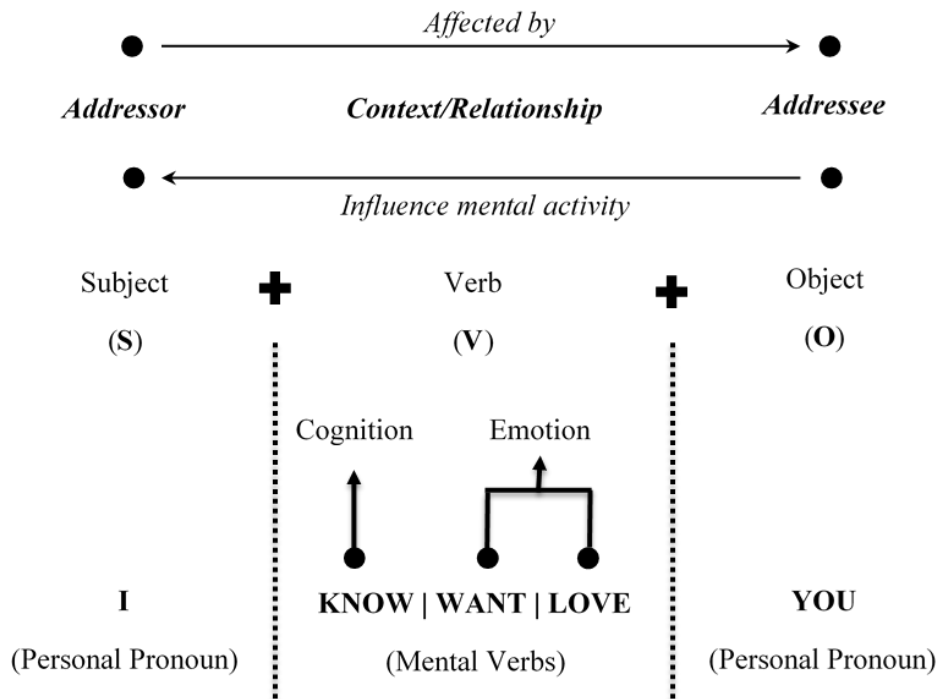 Affected by
Addressor Context/Relationship Addressee
Influence mental activity
Subject Verb Object
(S) (V) (O)
Cognition Emotion
I KNOW | WANT | LOVE YOU
(Personal Pronoun) (Mental Verbs) (Personal Pronoun)